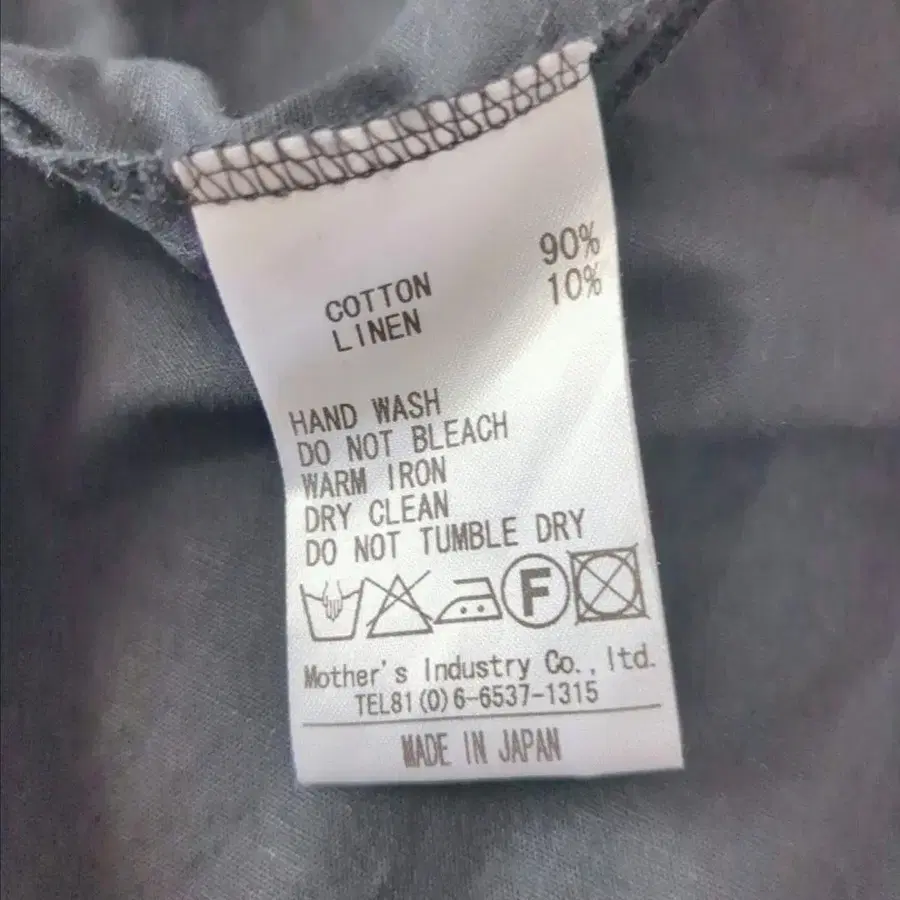 COTTON 90%
LINEN 10%
HAND WASH
DO NOT BLEACH
WARM IRON
DRY CLEAN
DO NOT TUMBLE DRY
F
Mother's Industry Co., ltd.
TEL81(0)6-6537-1315
MADE IN JAPAN